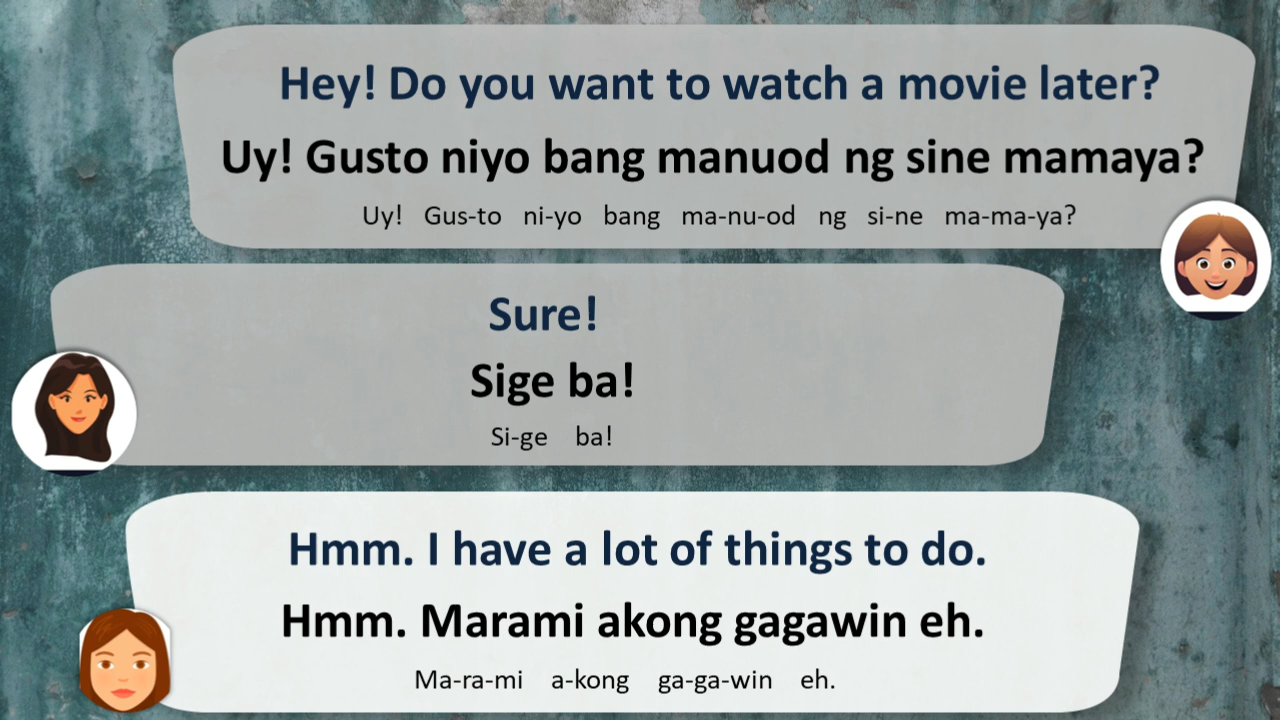 Hey! Do you want to watch a movie later?
Uy! Gusto niyo bang manuod ng sine mamaya?
Uy! Gus-to ni-yo bang ma-nu-od ng si-ne ma-ma-ya?
Sure!
Sige ba!
Si-ge ba!
Hmm. I have a lot of things to do.
Hmm. Marami akong gagawin eh.
Ma-ra-mi a-kong ga-ga-win eh.